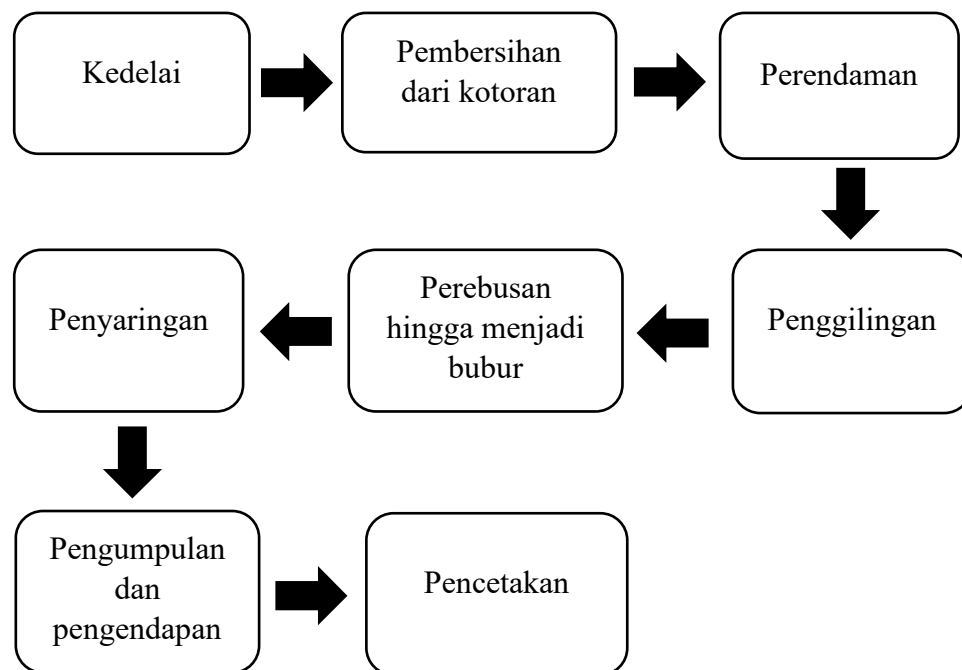 Kedelai
Pembersihan
dari kotoran
Perendaman
Penggilingan
Perebusan
hingga menjadi
bubur
Penyaringan
Pengumpulan
dan
pengendapan
Pencetakan